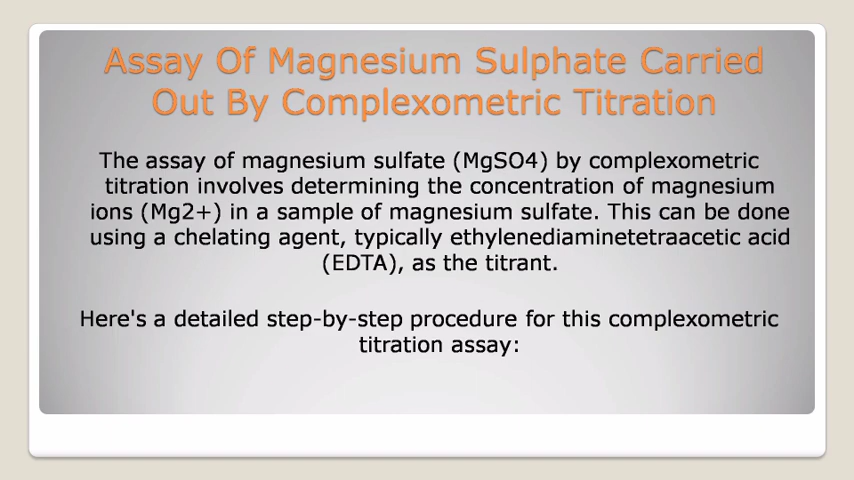 Assay Of Magnesium Sulphate Carried
Out By Complexometric Titration
The assay of magnesium sulfate (MgSO4) by complexometric
titration involves determining the concentration of magnesium
ions (Mg2+) in a sample of magnesium sulfate. This can be done
using a chelating agent, typically ethylenediaminetetraacetic acid
(EDTA), as the titrant.
Here's a detailed step-by-step procedure for this complexometric
titration assay: